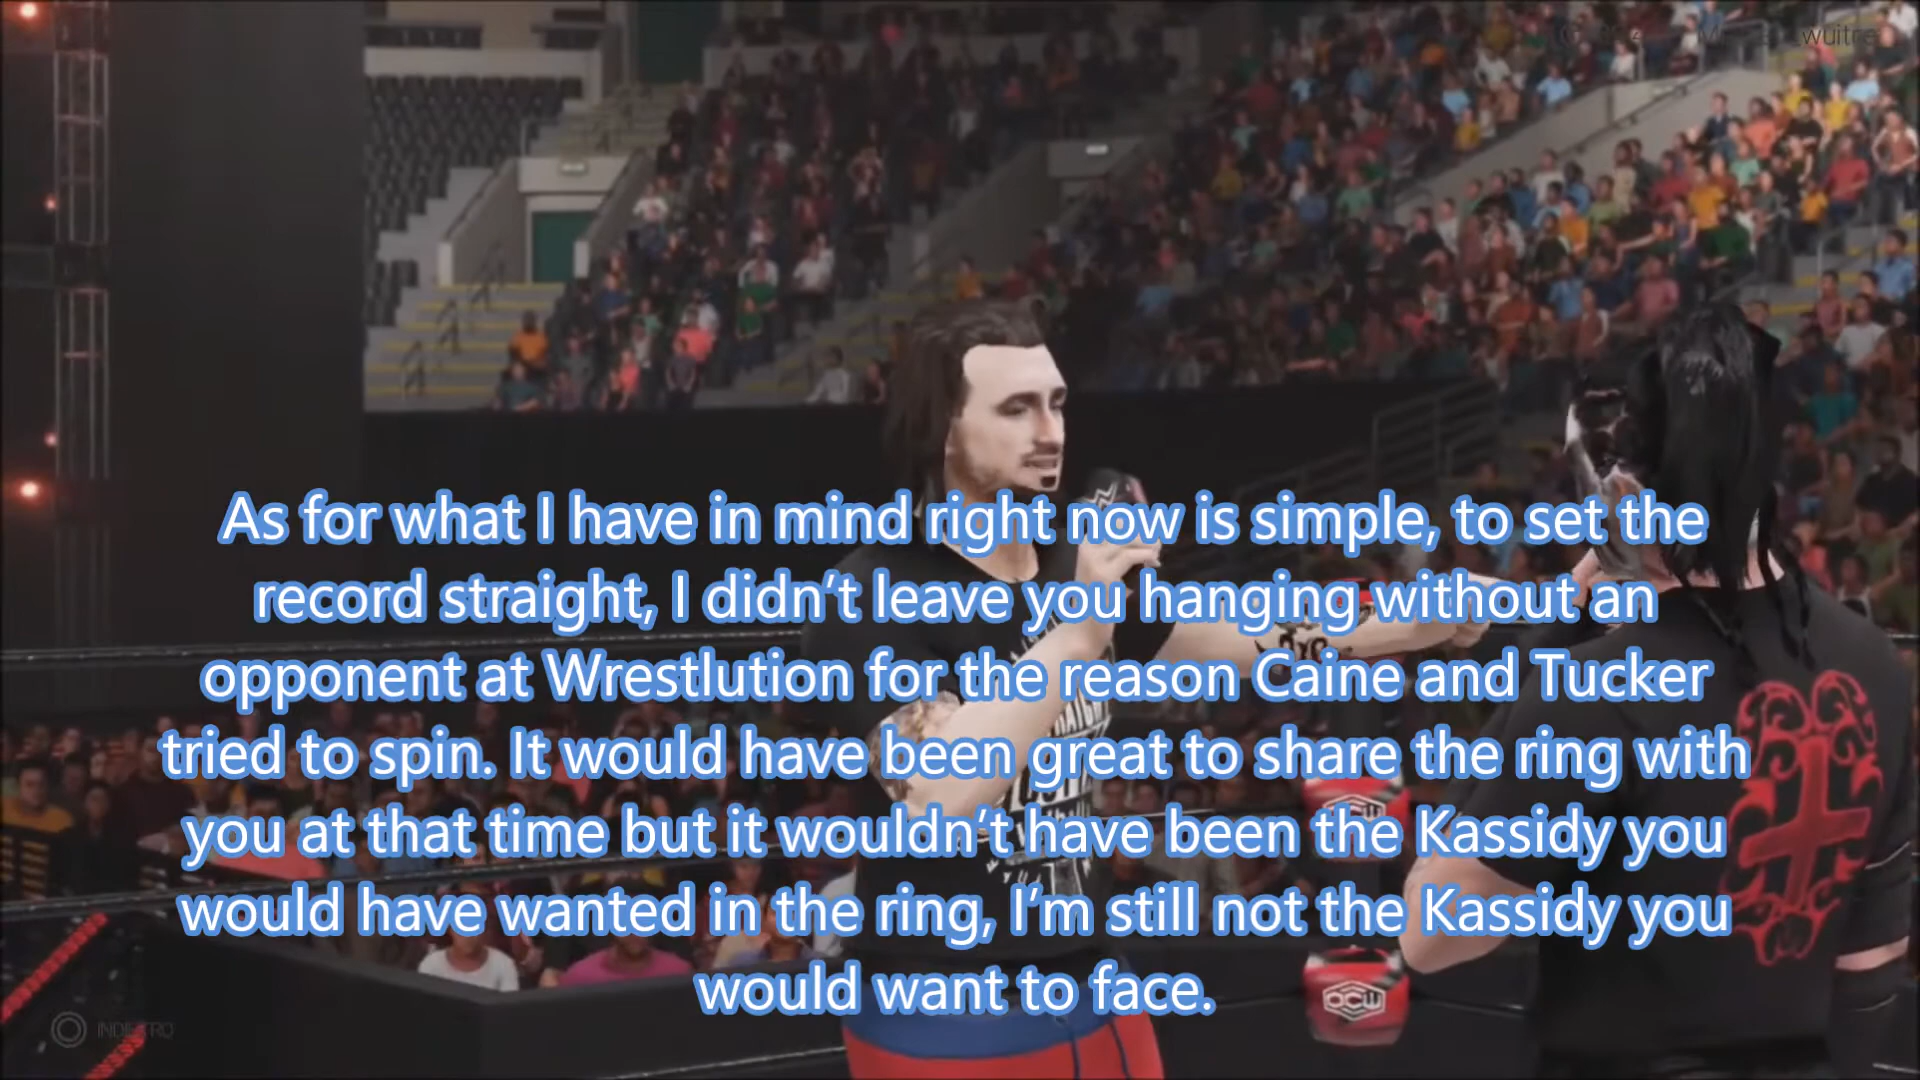 As for what I have in mind right now is simple, to set the
record straight, I didn’t leave you hanging without an
opponent at Wrestlution for the reason Caine and Tucker
tried to spin. It would have been great to share the ring with
you at that time but it wouldn’t have been the Kassidy you
would have wanted in the ring, I’m still not the Kassidy you
would want to face.
OCW
OCW